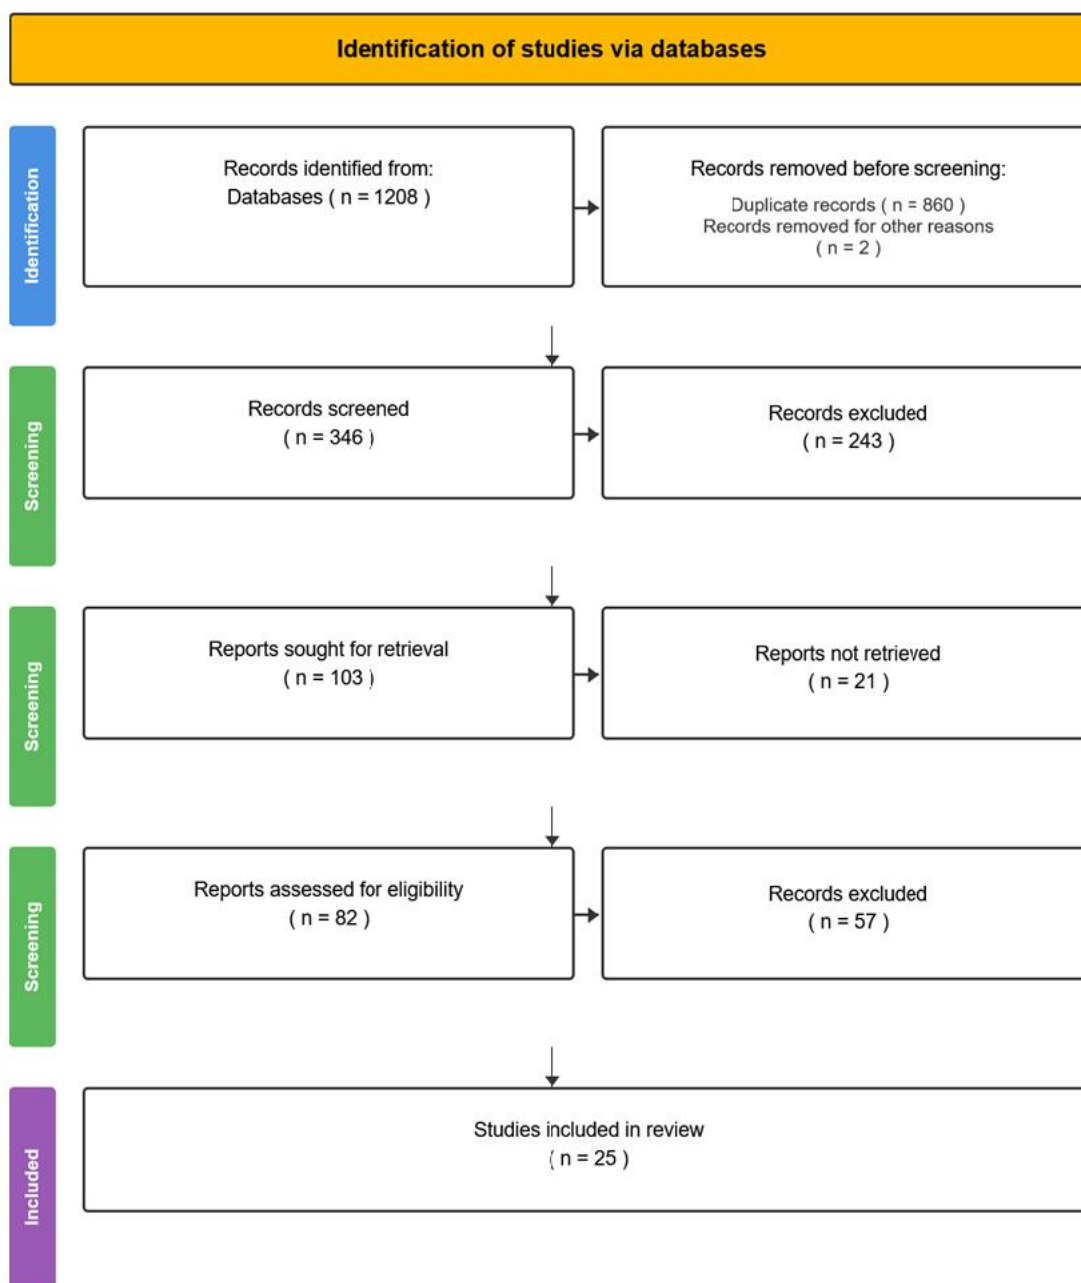 Identification of studies via databases
Identification
Records identified from:
Databases ( n = 1208 )
Records removed before screening:
Duplicate records ( n = 860 )
Records removed for other reasons
( n = 2 )
Screening
Records screened
( n = 346 )
Records excluded
( n = 243 )
Screening
Reports sought for retrieval
( n = 103 )
Reports not retrieved
( n = 21 )
Screening
Reports assessed for eligibility
( n = 82 )
Records excluded
( n = 57 )
Included
Studies included in review
( n = 25 )